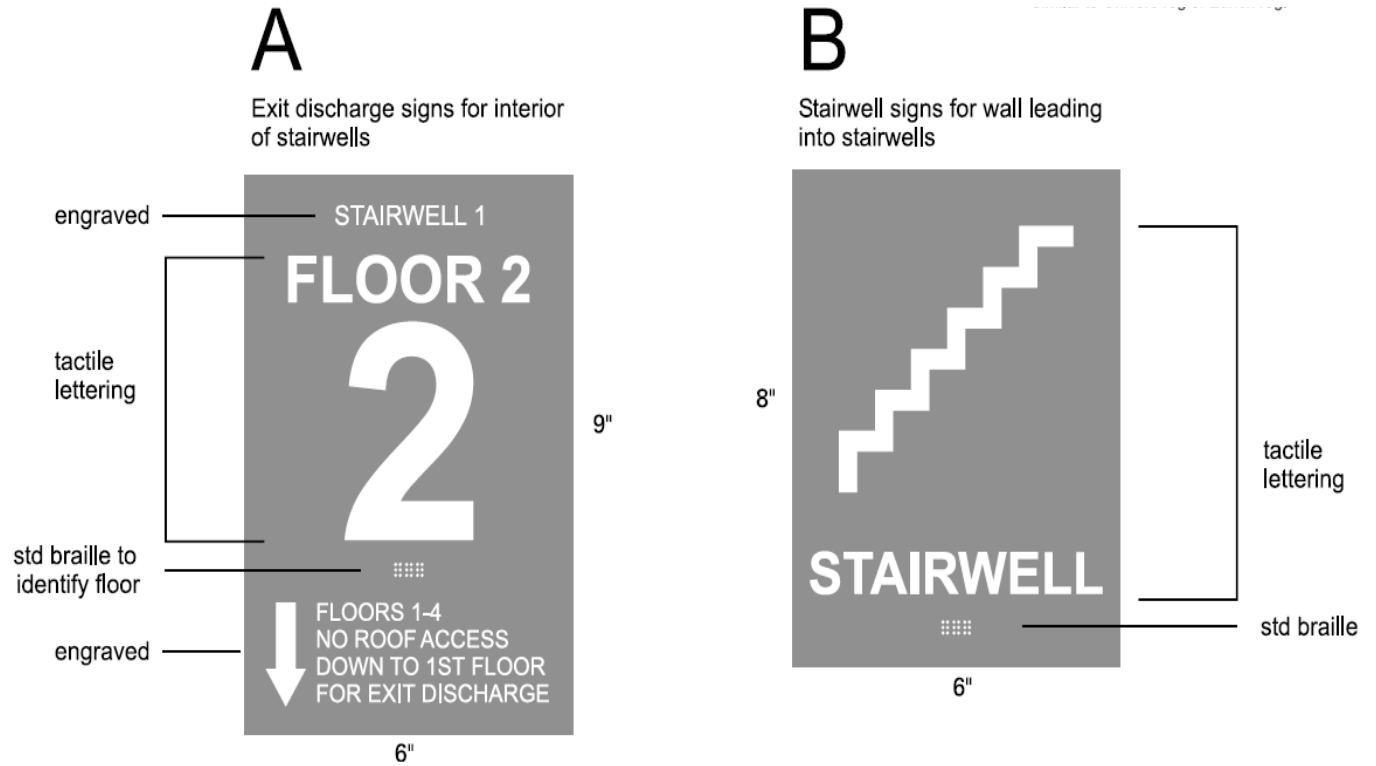 A
Exit discharge signs for interior
of stairwells
engraved
STAIRWELL 1
FLOOR 2
2
tactile
lettering
9"
std braille to
identify floor
engraved
FLOORS 1-4
NO ROOF ACCESS
DOWN TO 1ST FLOOR
FOR EXIT DISCHARGE
6"
B
Stairwell signs for wall leading
into stairwells
8"
tactile
lettering
STAIRWELL
std braille
6"